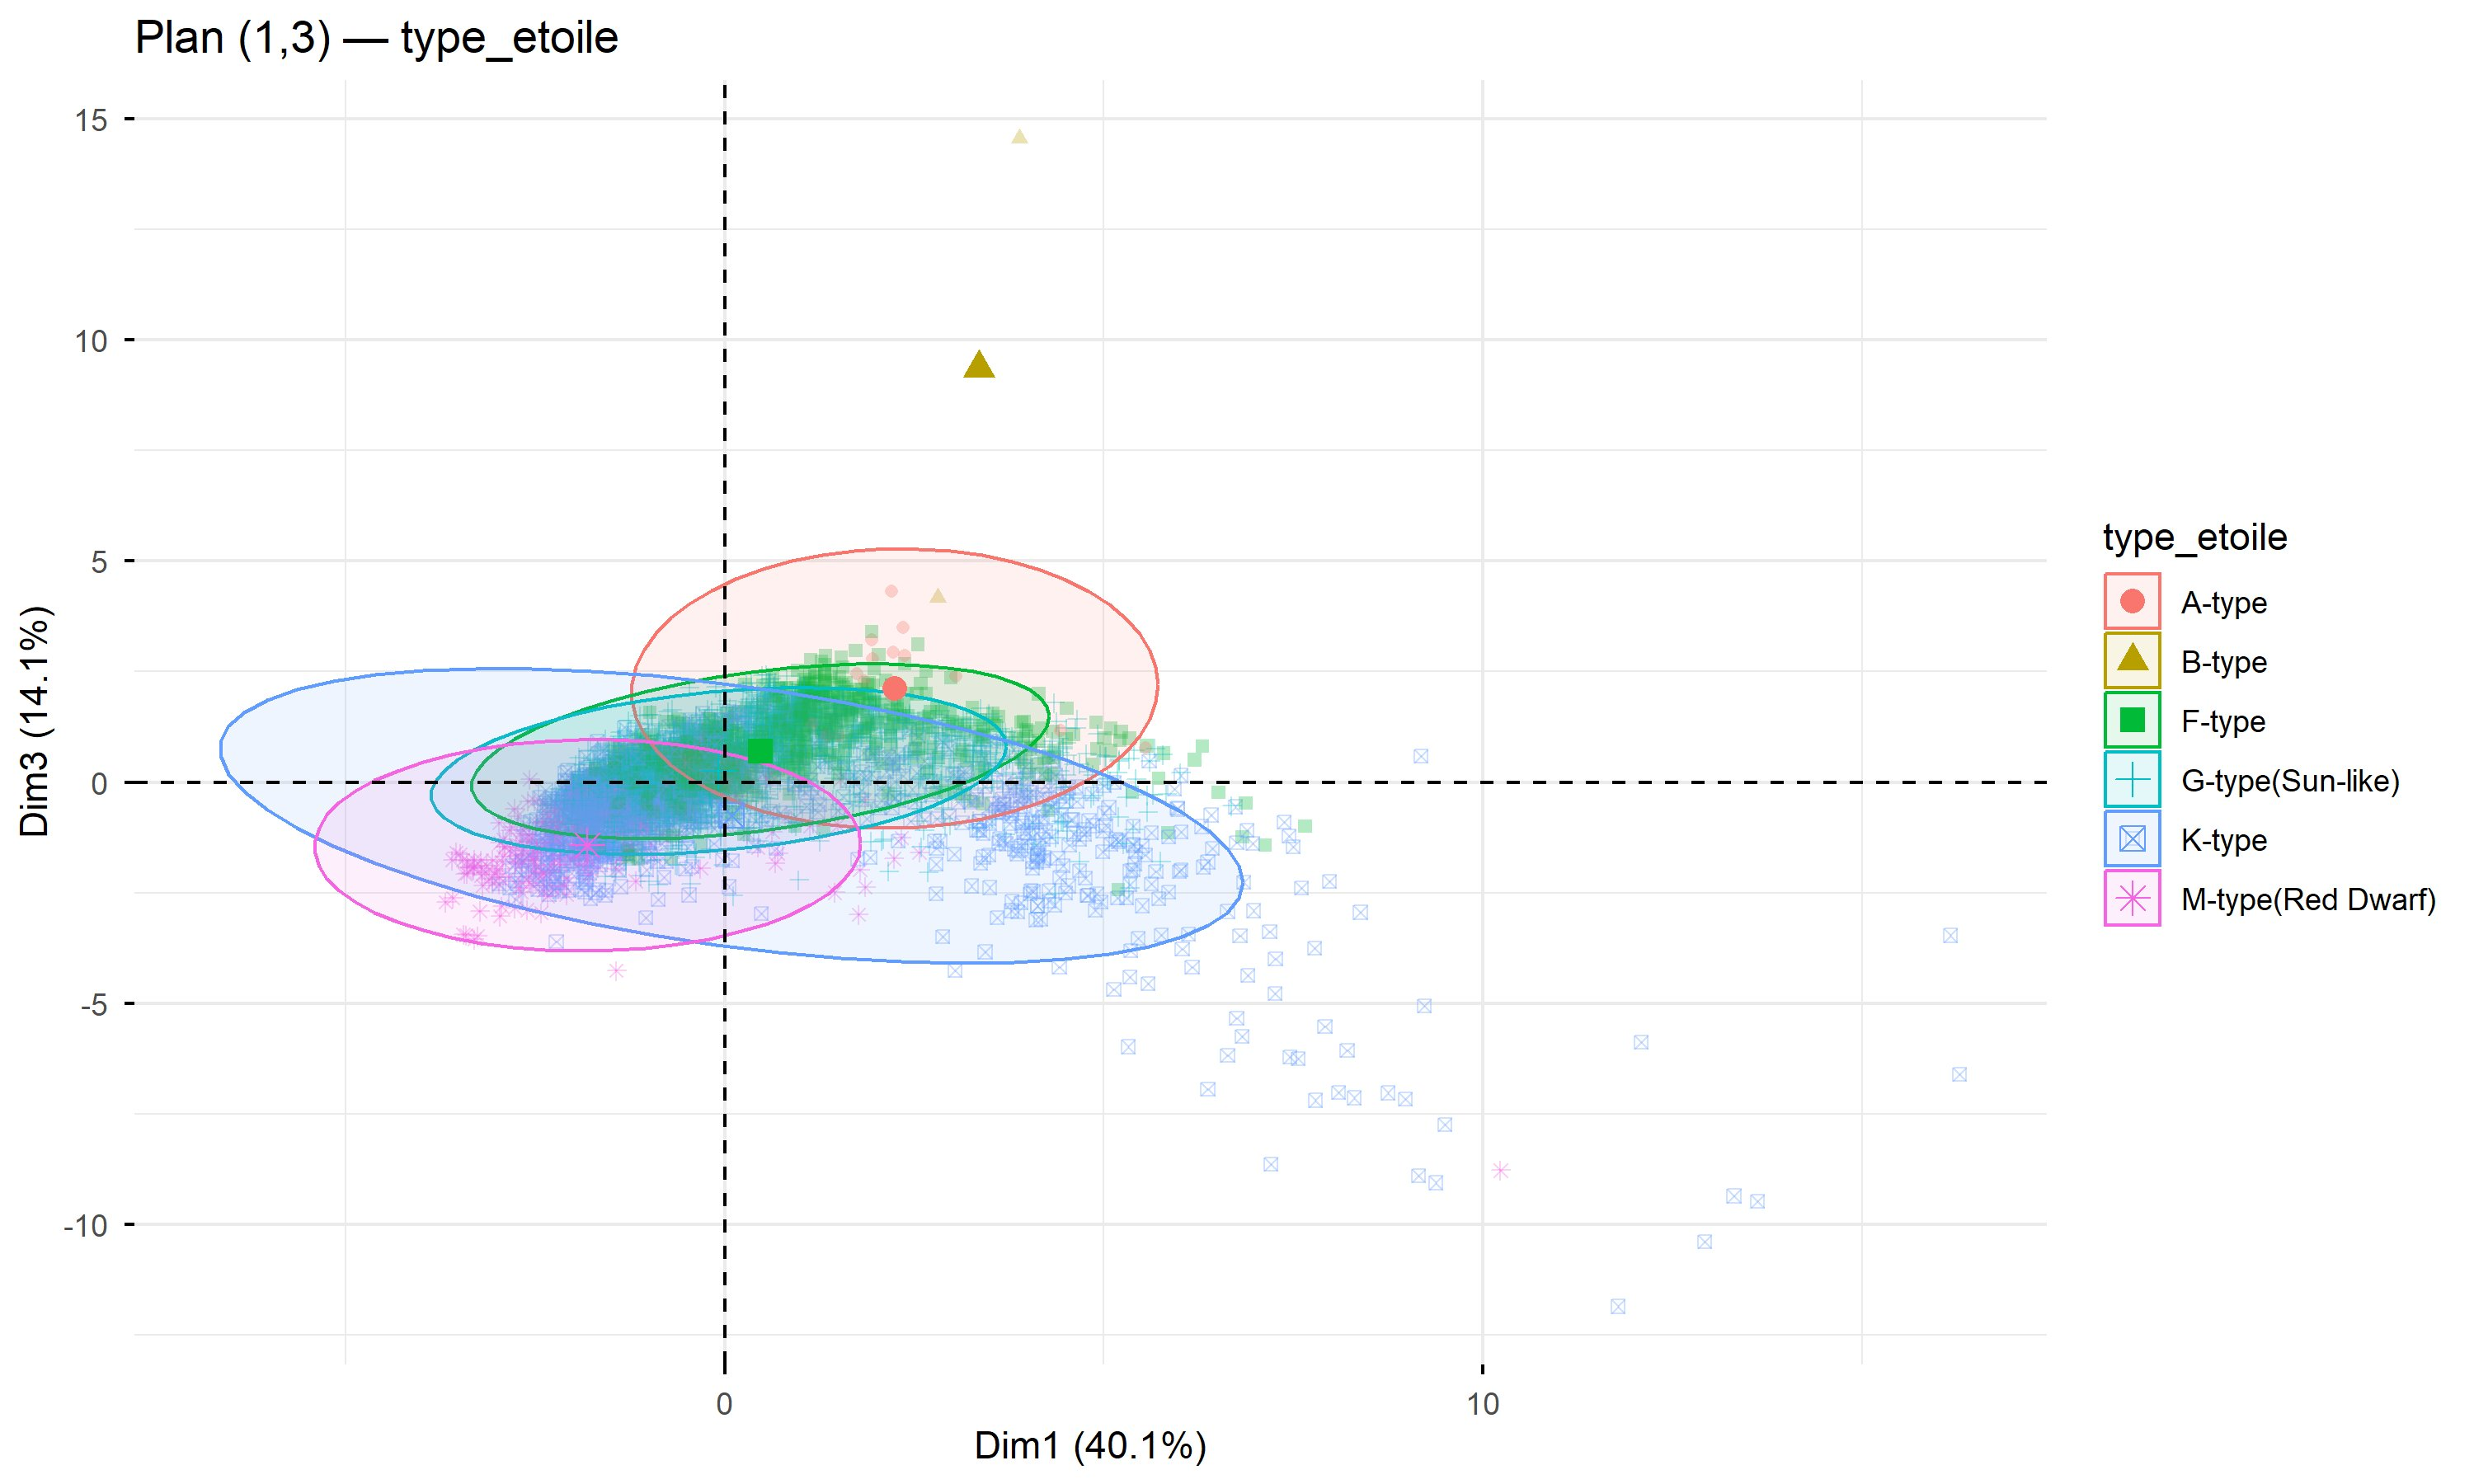 Plan (1,3) — type_etoile
15
10
5
0
-5
-10
Dim3 (14.1%)
0
10
Dim1 (40.1%)
type_etoile
A-type
B-type
F-type
G-type(Sun-like)
K-type
M-type(Red Dwarf)